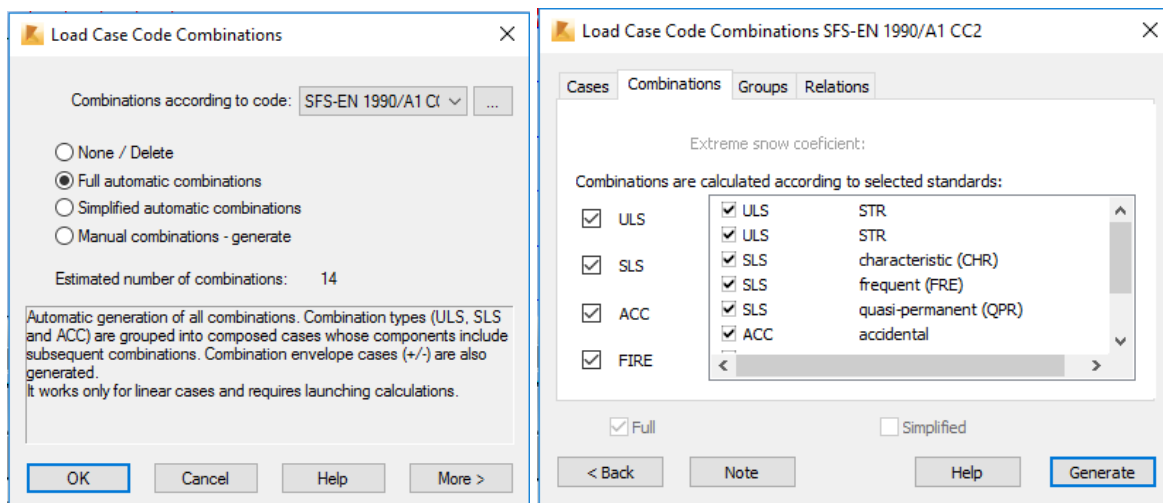 Load Case Code Combinations
Combinations according to code: SFS-EN 1990/A1 C( ...
None / Delete
Full automatic combinations
Simplified automatic combinations
Manual combinations - generate
Estimated number of combinations: 14
Automatic generation of all combinations. Combination types (ULS, SLS
and ACC) are grouped into composed cases whose components include
subsequent combinations. Combination envelope cases (+/-) are also
generated.
It works only for linear cases and requires launching calculations.
OK Cancel Help More >
Load Case Code Combinations SFS-EN 1990/A1 CC2
Cases Combinations Groups Relations
Extreme snow coeficient:
Combinations are calculated according to selected standards:
ULS
SLS
ACC
FIRE
ULS STR
ULS STR
SLS characteristic (CHR)
SLS frequent (FRE)
SLS quasi-permanent (QPR)
ACC accidental
Full Simplified
< Back Note Help Generate